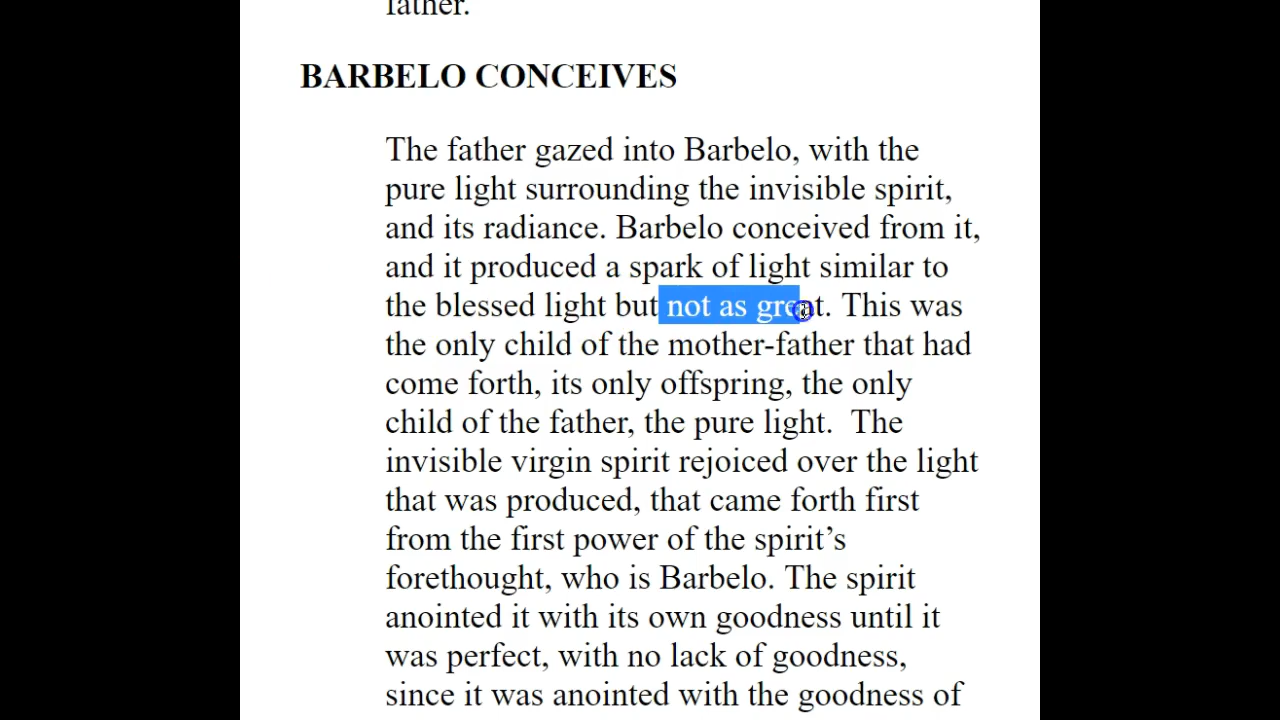 father.
BARBELO CONCEIVES
The father gazed into Barbelo, with the
pure light surrounding the invisible spirit,
and its radiance. Barbelo conceived from it,
and it produced a spark of light similar to
the blessed light but not as great. This was
the only child of the mother-father that had
come forth, its only offspring, the only
child of the father, the pure light.  The
invisible virgin spirit rejoiced over the light
that was produced, that came forth first
from the first power of the spirit’s
forethought, who is Barbelo. The spirit
anointed it with its own goodness until it
was perfect, with no lack of goodness,
since it was anointed with the goodness of